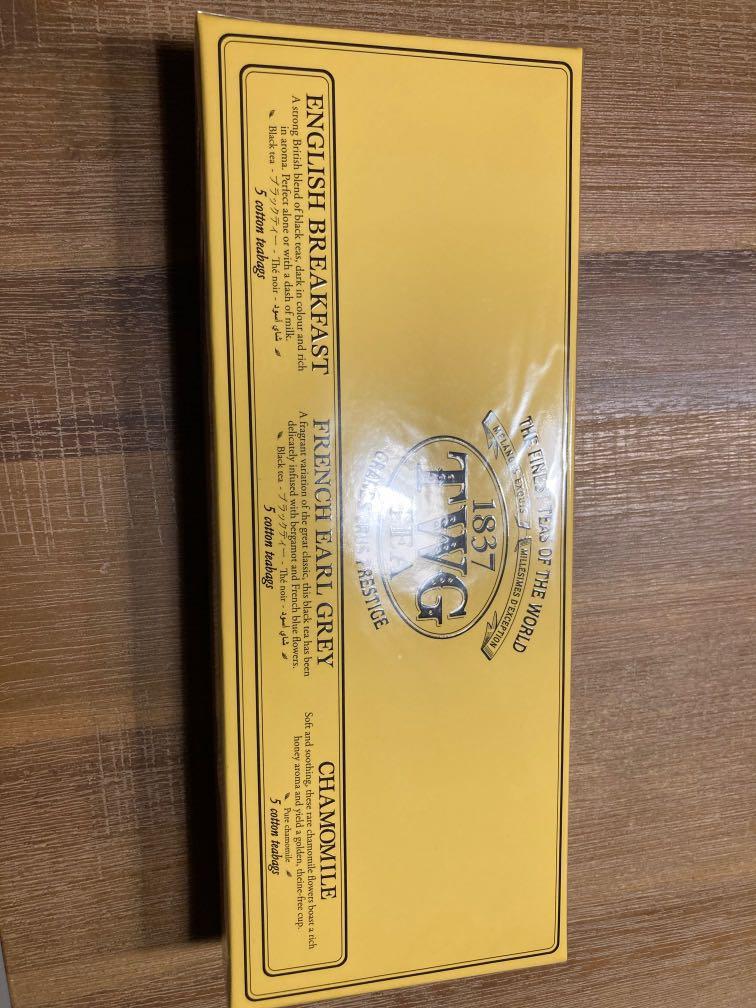 THE FINEST TEAS OF THE WORLD
MÉLANGES EXQUIS
MILLÉSIMES D'EXCEPTION
1837
TWG
TEA
GRANDS CRUS PRESTIGE
ENGLISH BREAKFAST
A strong British blend of black teas, dark in colour and rich
in aroma. Perfect alone or with a dash of milk.
Black tea - ブラックティー - Thé noir - شاي أسود
5 cotton teabags
FRENCH EARL GREY
A fragrant variation of the great classic, this black tea has been
delicately infused with bergamot and French blue flowers.
Black tea - ブラックティー - Thé noir - شاي أسود
5 cotton teabags
CHAMOMILE
Soft and soothing, these rare chamomile flowers boast a rich
honey aroma and yield a golden, theine-free cup.
Pure chamomile
5 cotton teabags